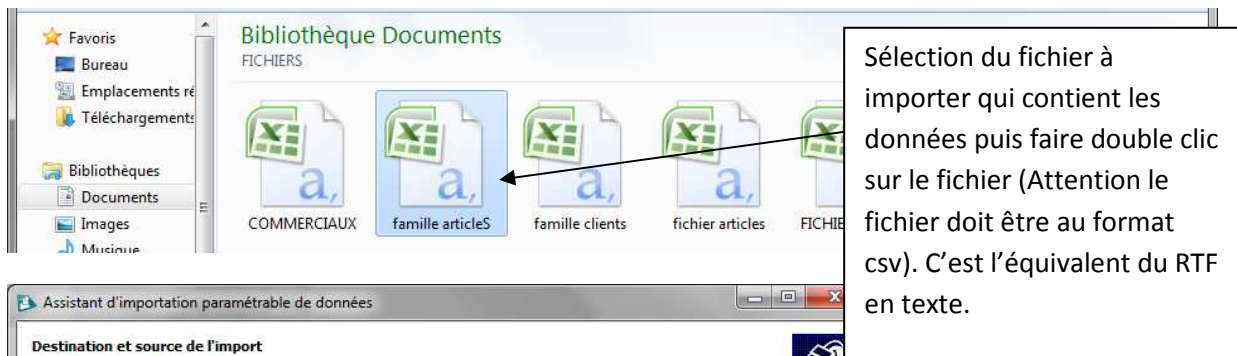 Favoris
Bureau
Emplacements ré
Téléchargements
Bibliothèques
Documents
Images
Musique
Bibliothèque Documents
FICHIERS
COMMERCIAUX
famille articleS
famille clients
fichier articles
FICHIE
Sélection du fichier à
importer qui contient les
données puis faire double clic
sur le fichier (Attention le
fichier doit être au format
csv). C’est l’équivalent du RTF
en texte.
Assistant d'importation paramétrable de données
Destination et source de l'import